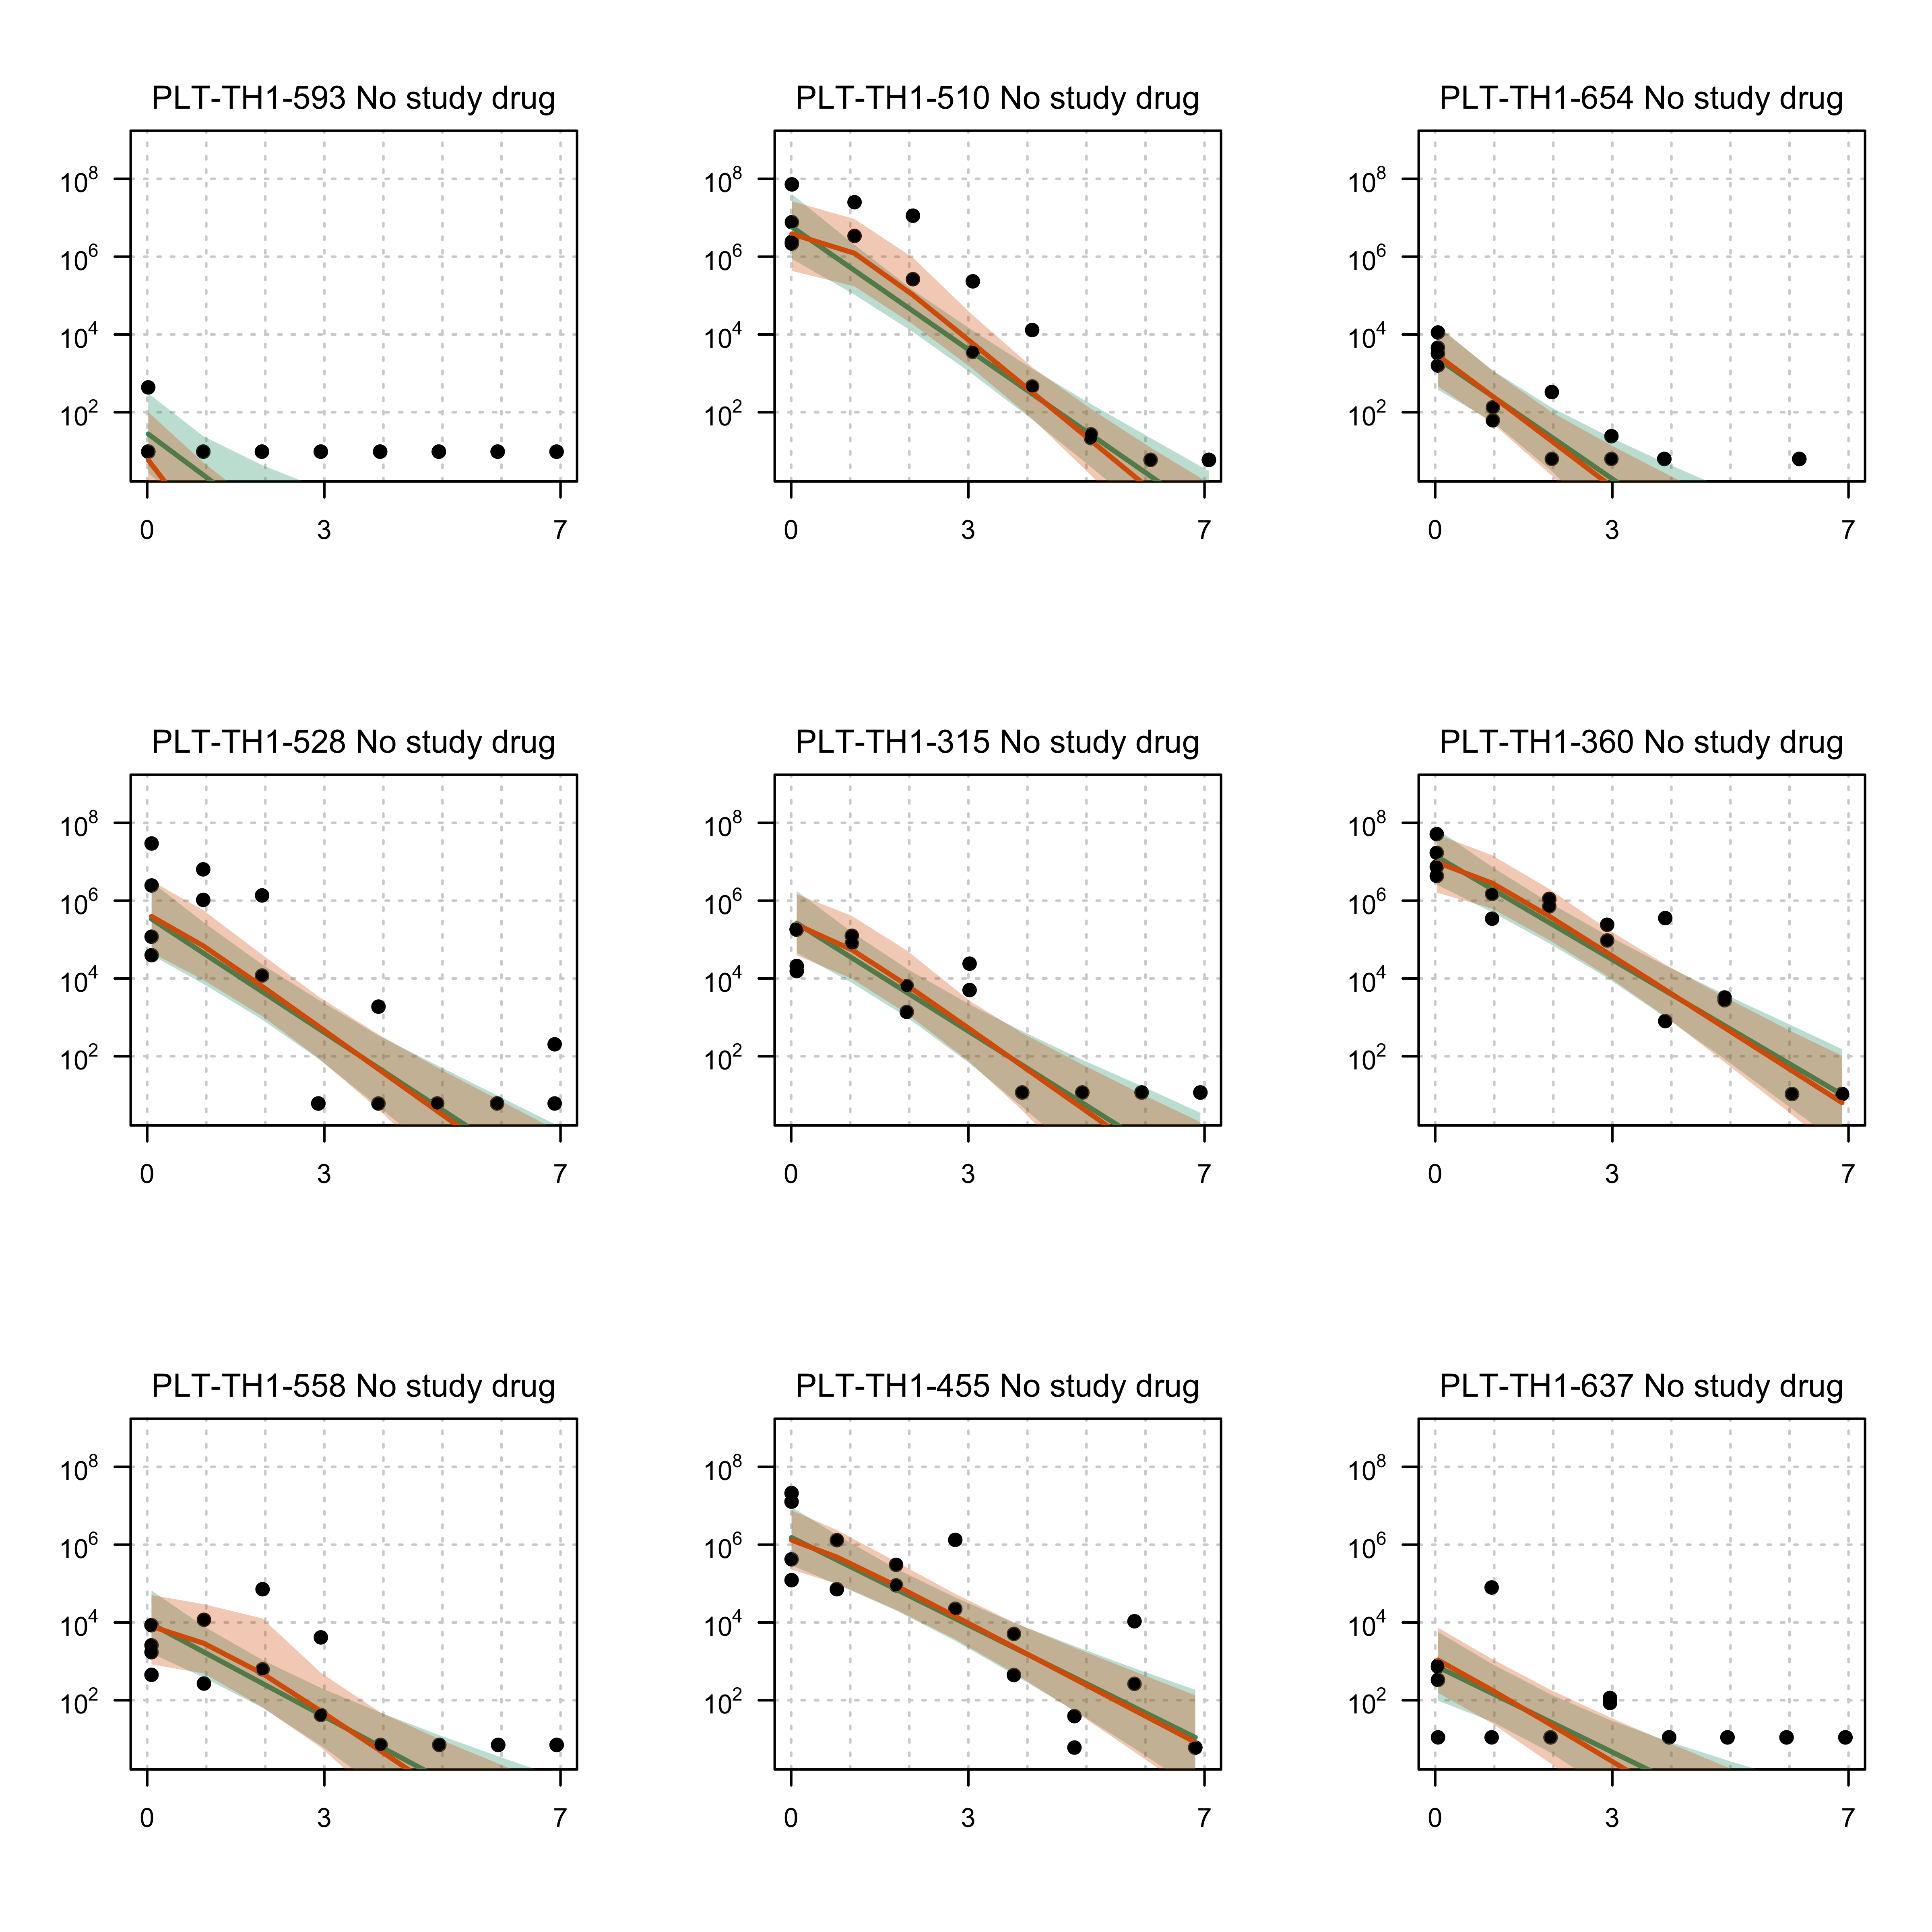 PLT-TH1-593 No study drug
10^8
10^6
10^4
10^2
0 3 7
PLT-TH1-510 No study drug
10^8
10^6
10^4
10^2
0 3 7
PLT-TH1-654 No study drug
10^8
10^6
10^4
10^2
0 3 7
PLT-TH1-528 No study drug
10^8
10^6
10^4
10^2
0 3 7
PLT-TH1-315 No study drug
10^8
10^6
10^4
10^2
0 3 7
PLT-TH1-360 No study drug
10^8
10^6
10^4
10^2
0 3 7
PLT-TH1-558 No study drug
10^8
10^6
10^4
10^2
0 3 7
PLT-TH1-455 No study drug
10^8
10^6
10^4
10^2
0 3 7
PLT-TH1-637 No study drug
10^8
10^6
10^4
10^2
0 3 7